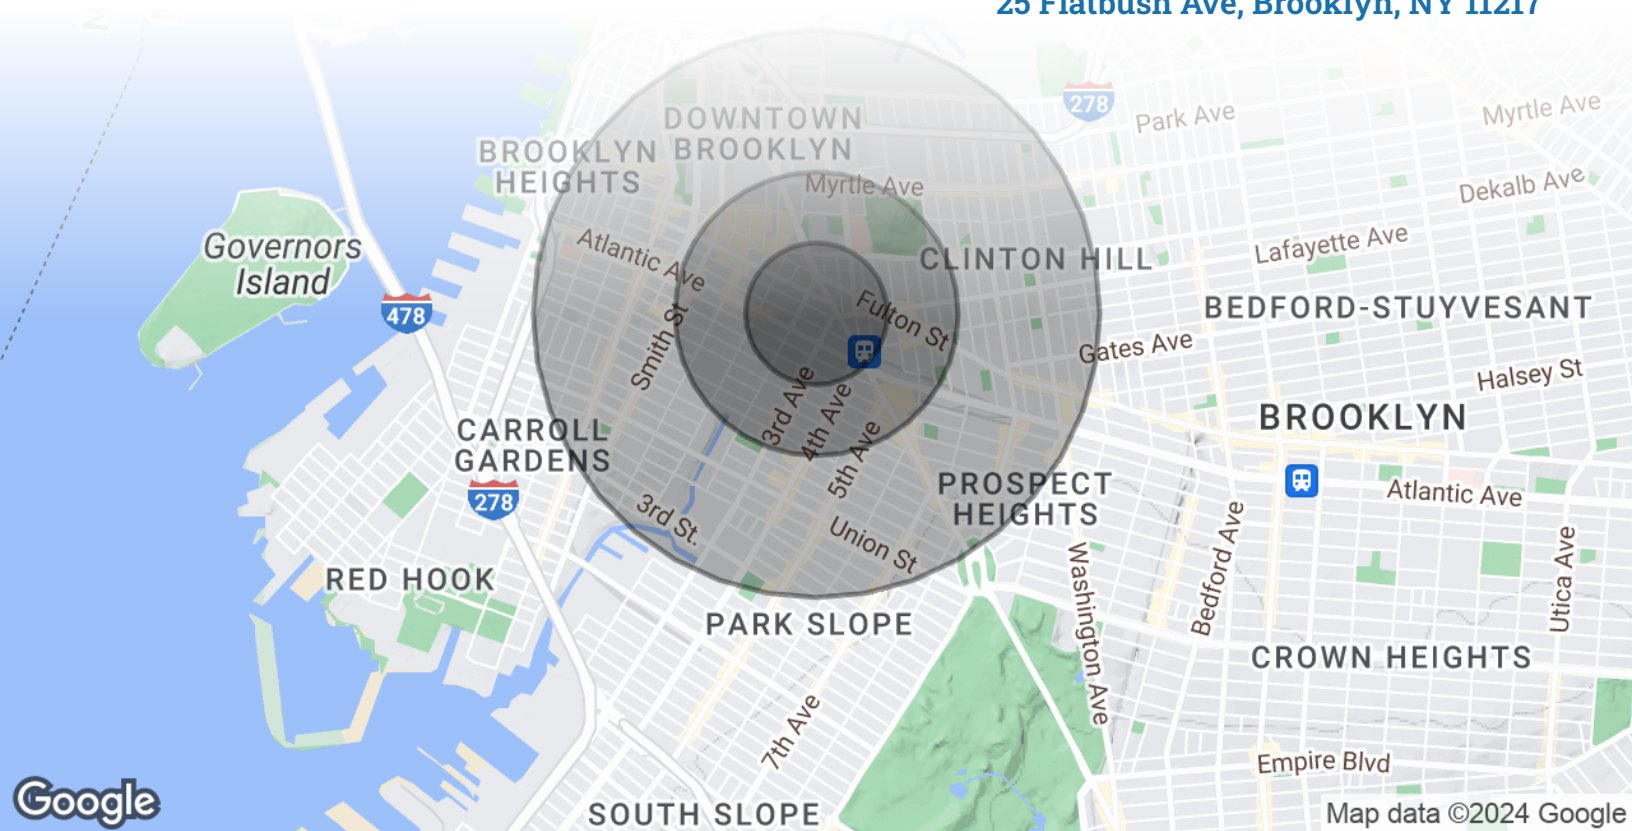 25 Flatbush Ave, Brooklyn, NY 11217
278
Park Ave
Myrtle Ave
DOWNTOWN
BROOKLYN
BROOKLYN
HEIGHTS
Myrtle Ave
Dekalb Ave
Governors
Island
Atlantic Ave
CLINTON HILL
Lafayette Ave
BEDFORD-STUYVESANT
478
Smith St
Fulton St
Gates Ave
Halsey St
3rd Ave
4th Ave
5th Ave
BROOKLYN
CARROLL
GARDENS
278
PROSPECT
HEIGHTS
Atlantic Ave
3rd St.
Union St
Bedford Ave
Utica Ave
RED HOOK
Washington Ave
PARK SLOPE
CROWN HEIGHTS
7th Ave
Empire Blvd
Google
SOUTH SLOPE
Map data ©2024 Google